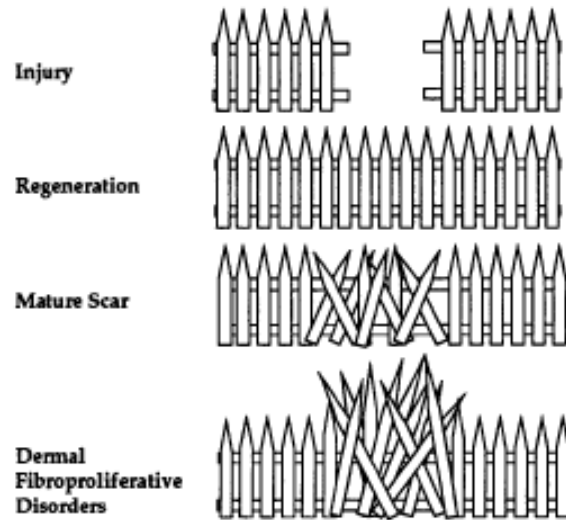 Injury
Regeneration
Mature Scar
Dermal
Fibroproliferative
Disorders